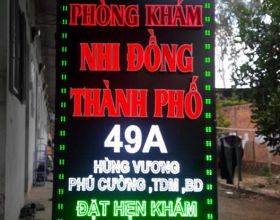 PHÒNG KHÁM
NHI ĐỒNG
THÀNH PHỐ
49A
HÙNG VƯƠNG
PHÚ CƯỜNG ,TDM ,BD
ĐẶT HẸN KHÁM